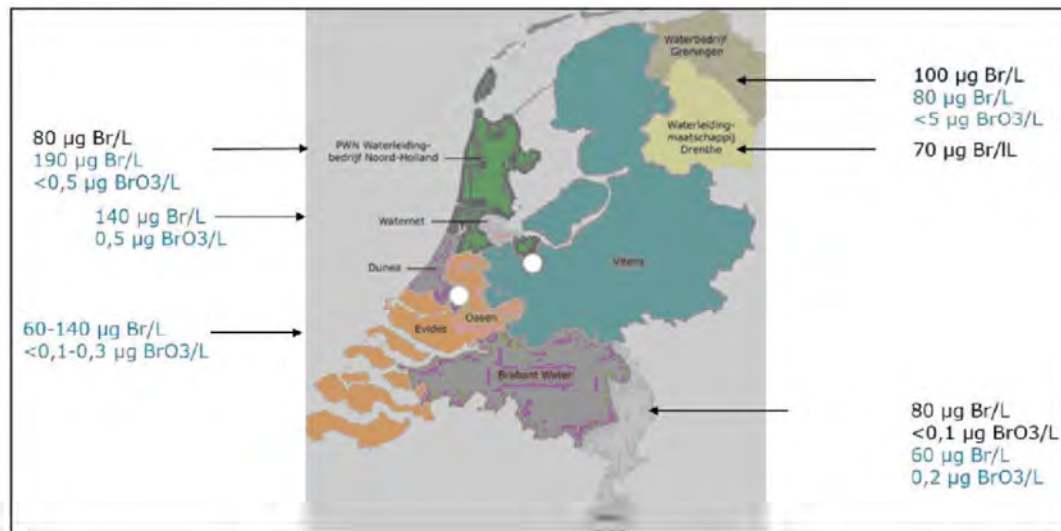 80 µg Br/L
190 µg Br/L
<0,5 µg BrO3/L
140 µg Br/L
0,5 µg BrO3/L
60-140 µg Br/L
<0,1-0,3 µg BrO3/L
Waterbedrijf
Groningen
Waterleiding-
maatschappij
Drenthe
PWN Waterleiding-
bedrijf Noord-Holland
Waternet
Dunea
Vitens
Oasen
Evides
Brabant Water
100 µg Br/L
80 µg Br/L
<5 µg BrO3/L
70 µg Br/lL
80 µg Br/L
<0,1 µg BrO3/L
60 µg Br/L
0,2 µg BrO3/L